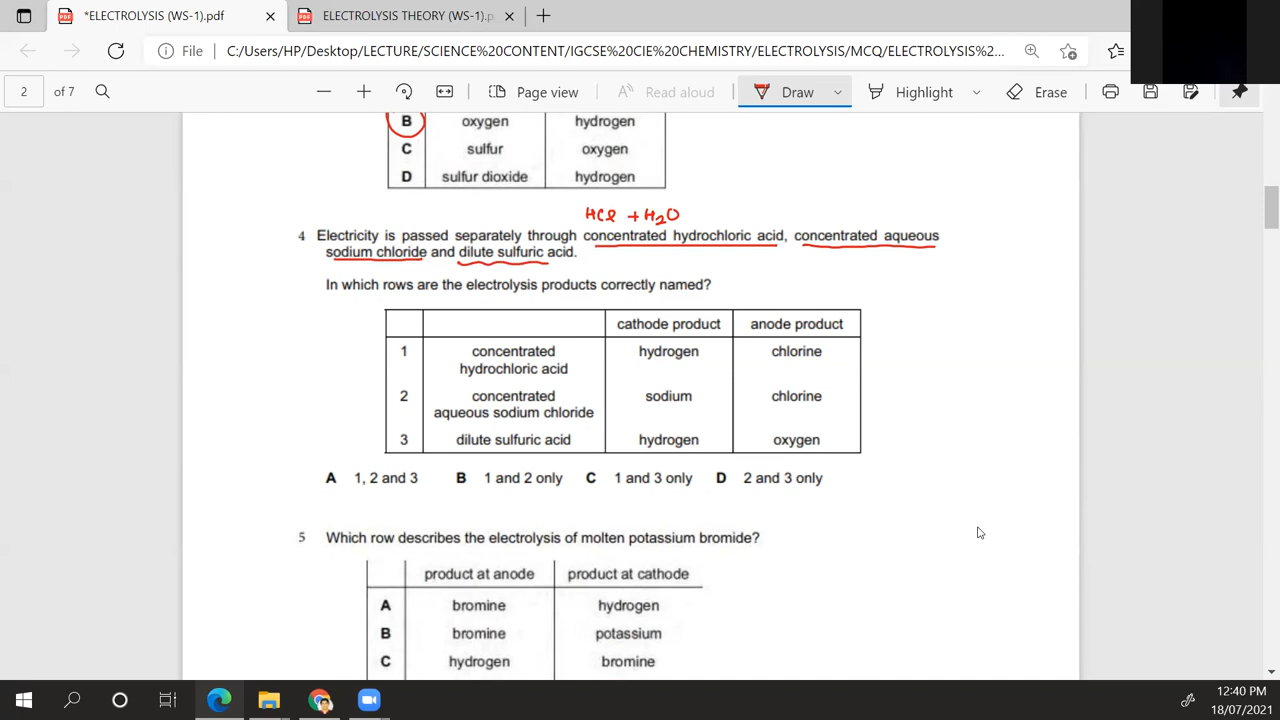 *ELECTROLYSIS (WS-1).pdf
ELECTROLYSIS THEORY (WS-1).p
File
C:/Users/HP/Desktop/LECTURE/SCIENCE%20CONTENT/IGCSE%20CIE%20CHEMISTRY/ELECTROLYSIS/MCQ/ELECTROLYSIS%2...
2 of 7
Page view
Read aloud
Draw
Highlight
Erase
B oxygen hydrogen
C sulfur oxygen
D sulfur dioxide hydrogen
HCl + H2O
4 Electricity is passed separately through concentrated hydrochloric acid, concentrated aqueous
sodium chloride and dilute sulfuric acid.
In which rows are the electrolysis products correctly named?
cathode product anode product
1 concentrated hydrogen chlorine
hydrochloric acid
2 concentrated sodium chlorine
aqueous sodium chloride
3 dilute sulfuric acid hydrogen oxygen
A 1, 2 and 3 B 1 and 2 only C 1 and 3 only D 2 and 3 only
5 Which row describes the electrolysis of molten potassium bromide?
product at anode product at cathode
A bromine hydrogen
B bromine potassium
C hydrogen bromine
12:40 PM
18/07/2021